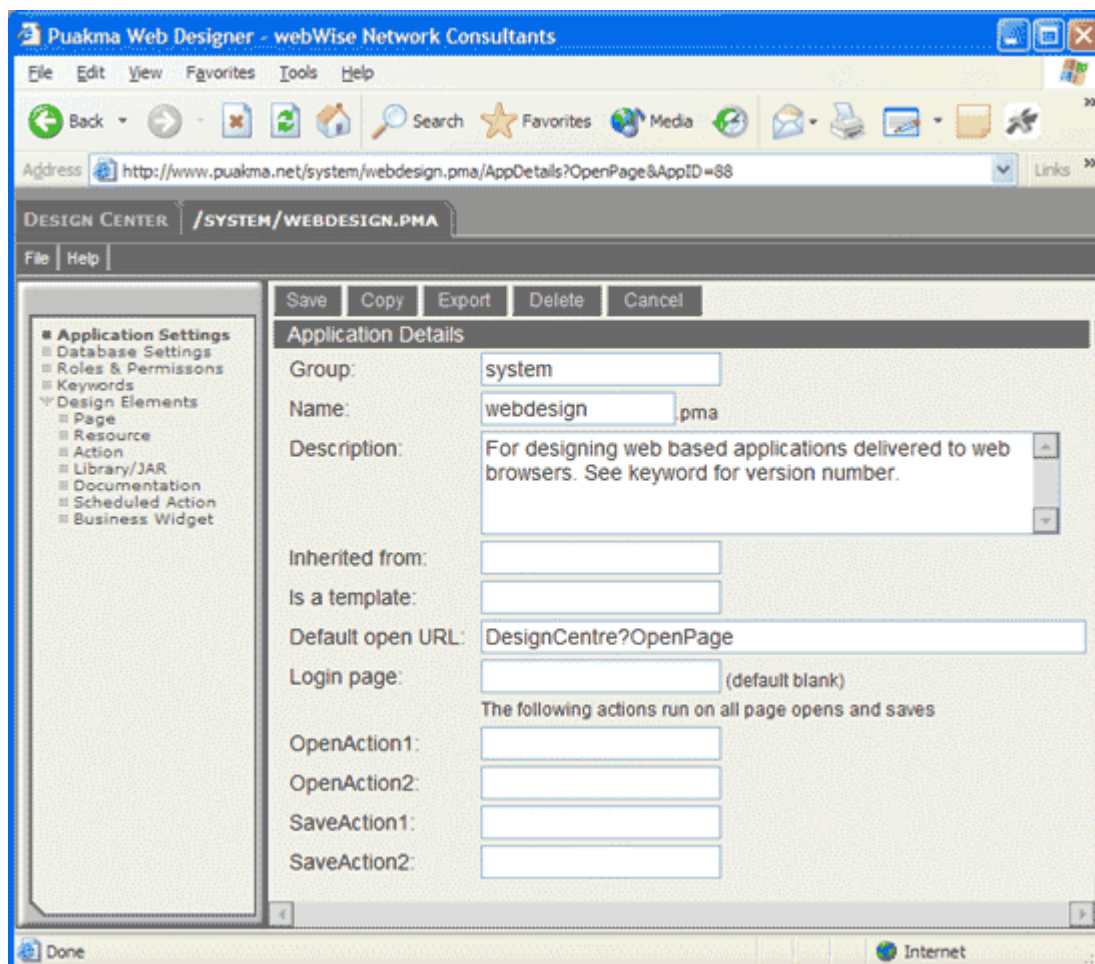 Puakma Web Designer - webWise Network Consultants
File Edit View Favorites Tools Help
Back Search Favorites Media »
Address http://www.puakma.net/system/webdesign.pma/AppDetails?OpenPage&AppID=88 Links »
DESIGN CENTER /SYSTEM/WEBDESIGN.PMA
File Help
Save Copy Export Delete Cancel
Application Details
Application Settings
Database Settings
Roles & Permissons
Keywords
Design Elements
Page
Resource
Action
Library/JAR
Documentation
Scheduled Action
Business Widget
Group: system
Name: webdesign .pma
Description: For designing web based applications delivered to web
browsers. See keyword for version number.
Inherited from:
Is a template:
Default open URL: DesignCentre?OpenPage
Login page: (default blank)
The following actions run on all page opens and saves
OpenAction1:
OpenAction2:
SaveAction1:
SaveAction2:
Done Internet